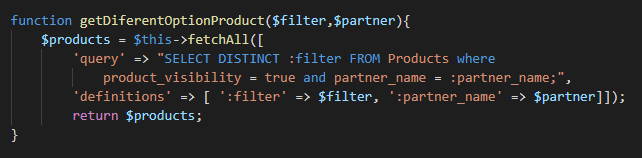 function getDiferentOptionProduct($filter,$partner){
$products = $this->fetchAll([
'query' => "SELECT DISTINCT :filter FROM Products where
product_visibility = true and partner_name = :partner_name;",
'definitions' => [ ':filter' => $filter, ':partner_name' => $partner]]);
return $products;
}